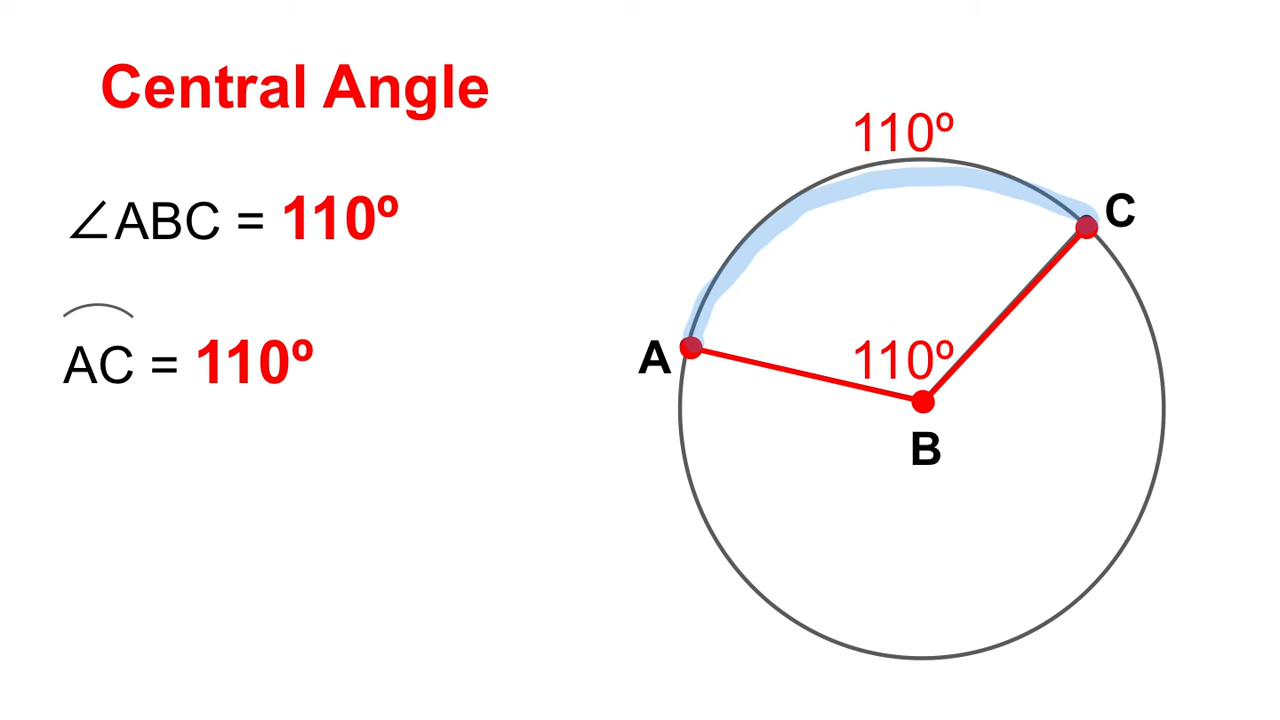 Central Angle
110º
∠ABC = 110º
C
AC = 110º
A
110º
B